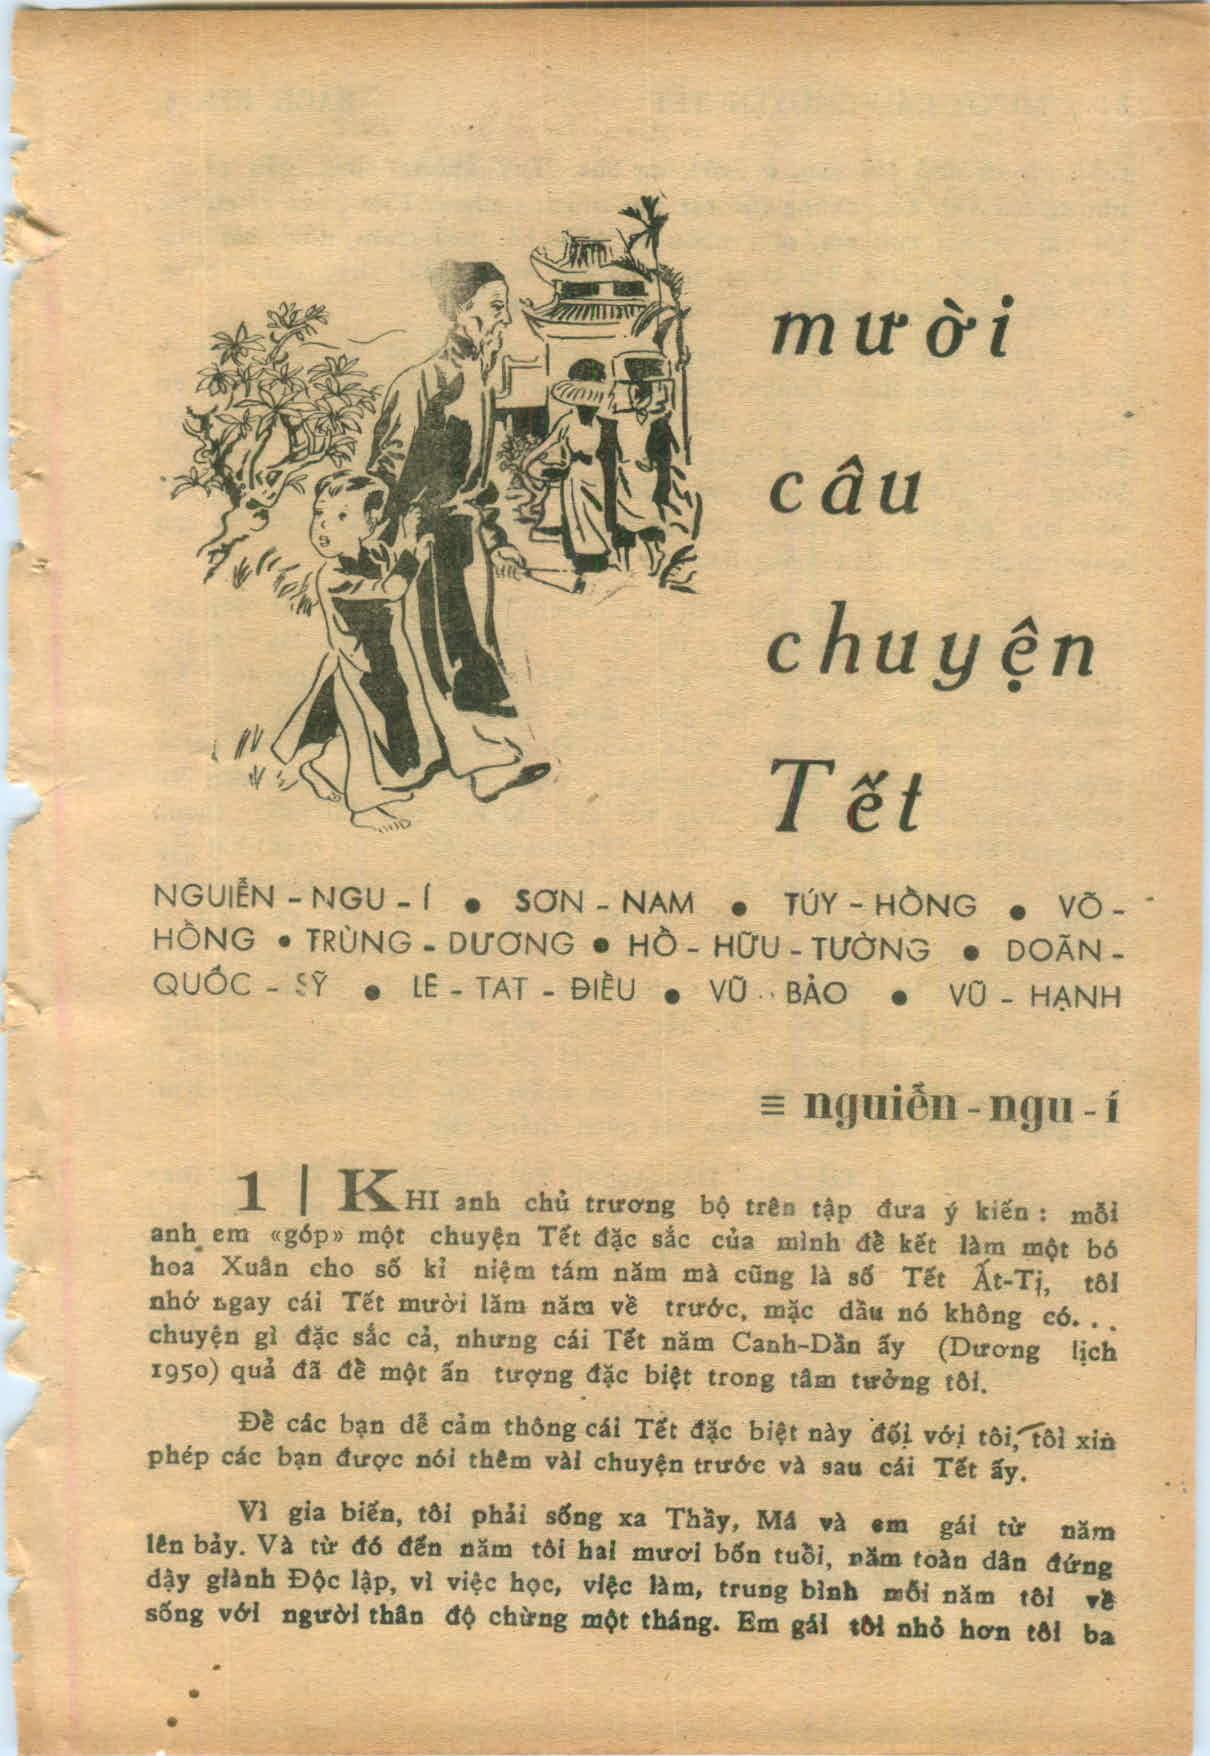 mười
câu
chuyện
Tết
NGUIỄN - NGU - Í ● SƠN - NAM ● TÚY - HỒNG ● VÕ -
HỒNG ● TRÙNG - DƯƠNG ● HỒ - HỮU - TƯỜNG ● DOÃN -
QUỐC - SỸ ● LE - TAT - ĐIỀU ● VŨ - BẢO ● VŨ - HẠNH
≡ nguiễn - ngu - í
1 | KHI anh chủ trương bộ trên tập đưa ý kiến : mỗi
anh em «góp» một chuyện Tết đặc sắc của mình để kết làm một bó
hoa Xuân cho số kỉ niệm tám năm mà cũng là số Tết Ất-Tị, tôi
nhớ ngay cái Tết mười lăm năm về trước, mặc dầu nó không có...
chuyện gì đặc sắc cả, nhưng cái Tết năm Canh-Dần ấy (Dương lịch
1950) quả đã để một ấn tượng đặc biệt trong tâm tưởng tôi.
Để các bạn dễ cảm thông cái Tết đặc biệt này đối với tôi, tôi xin
phép các bạn được nói thêm vài chuyện trước và sau cái Tết ấy.
Vì gia biến, tôi phải sống xa Thầy, Má và em gái từ năm
lên bảy. Và từ đó đến năm tôi hai mươi bốn tuổi, năm toàn dân đứng
dậy giành Độc lập, vì việc học, việc làm, trung bình mỗi năm tôi về
sống với người thân độ chừng một tháng. Em gái tôi nhỏ hơn tôi ba